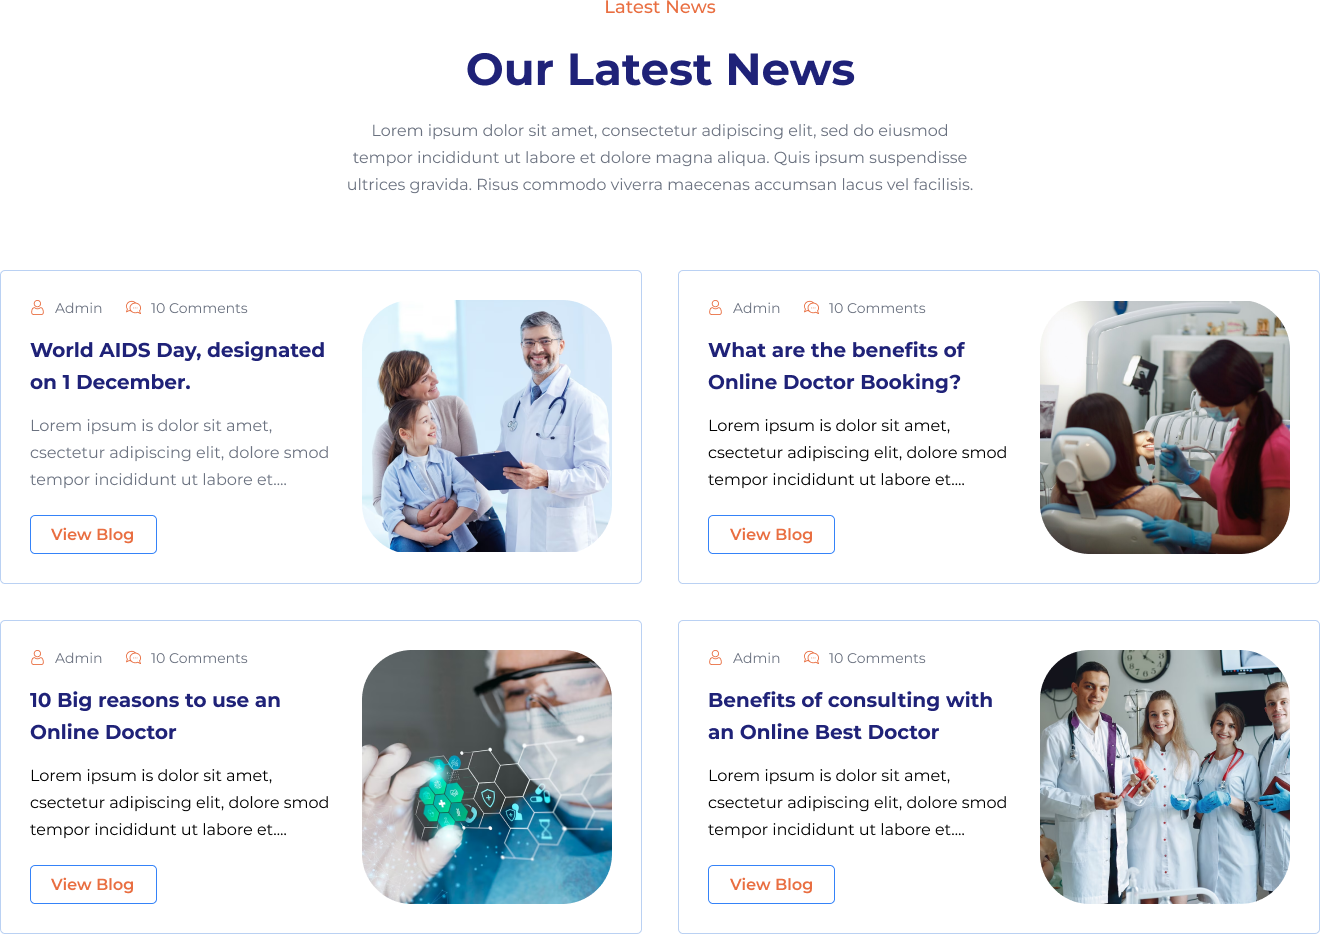 Latest News
Our Latest News
Lorem ipsum dolor sit amet, consectetur adipiscing elit, sed do eiusmod
tempor incididunt ut labore et dolore magna aliqua. Quis ipsum suspendisse
ultrices gravida. Risus commodo viverra maecenas accumsan lacus vel facilisis.
Admin 10 Comments
World AIDS Day, designated
on 1 December.
Lorem ipsum is dolor sit amet,
csectetur adipiscing elit, dolore smod
tempor incididunt ut labore et....
View Blog
Admin 10 Comments
What are the benefits of
Online Doctor Booking?
Lorem ipsum is dolor sit amet,
csectetur adipiscing elit, dolore smod
tempor incididunt ut labore et....
View Blog
Admin 10 Comments
10 Big reasons to use an
Online Doctor
Lorem ipsum is dolor sit amet,
csectetur adipiscing elit, dolore smod
tempor incididunt ut labore et....
View Blog
Admin 10 Comments
Benefits of consulting with
an Online Best Doctor
Lorem ipsum is dolor sit amet,
csectetur adipiscing elit, dolore smod
tempor incididunt ut labore et....
View Blog